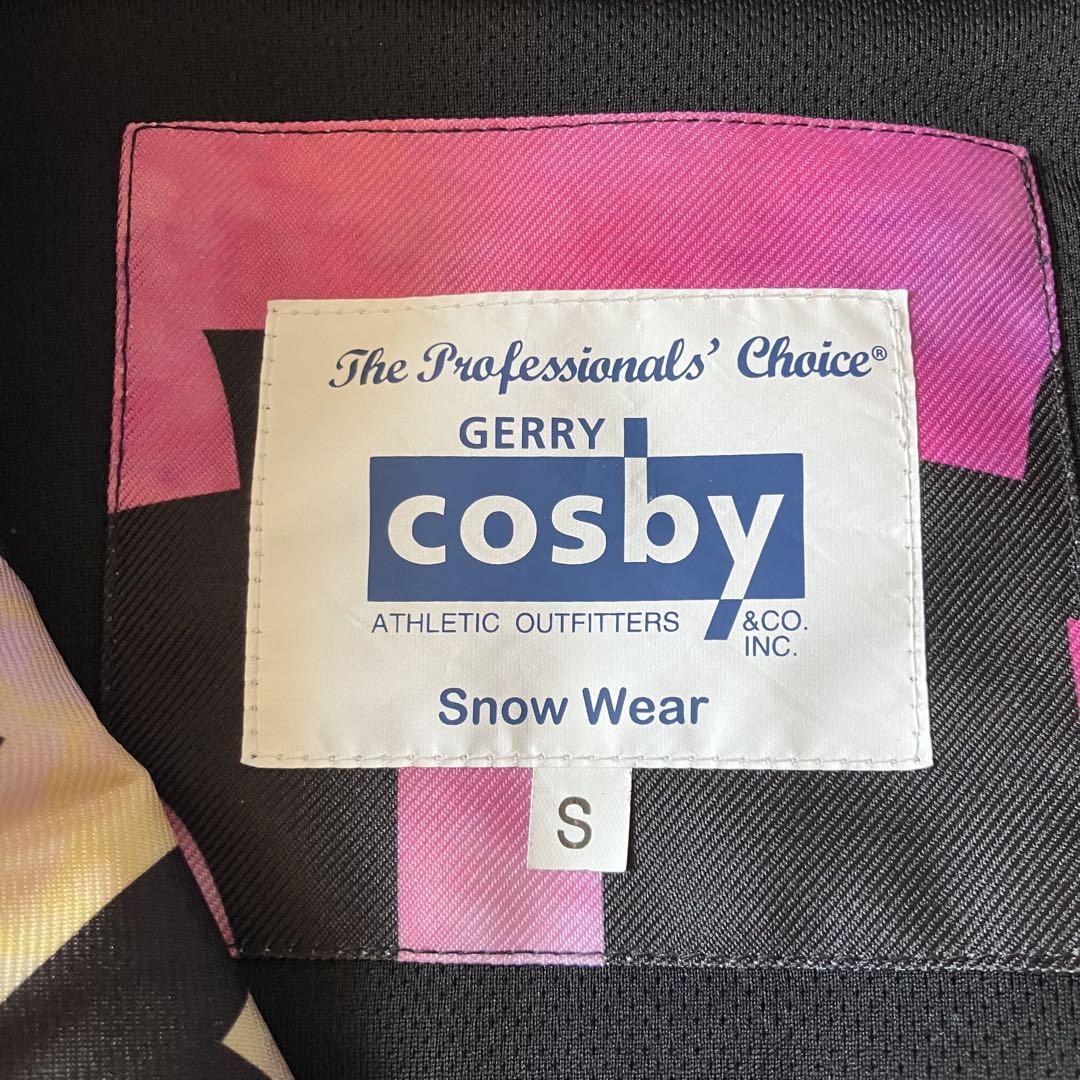 The Professionals' Choice®
GERRY
cosby
ATHLETIC OUTFITTERS &CO.
INC.
Snow Wear
S